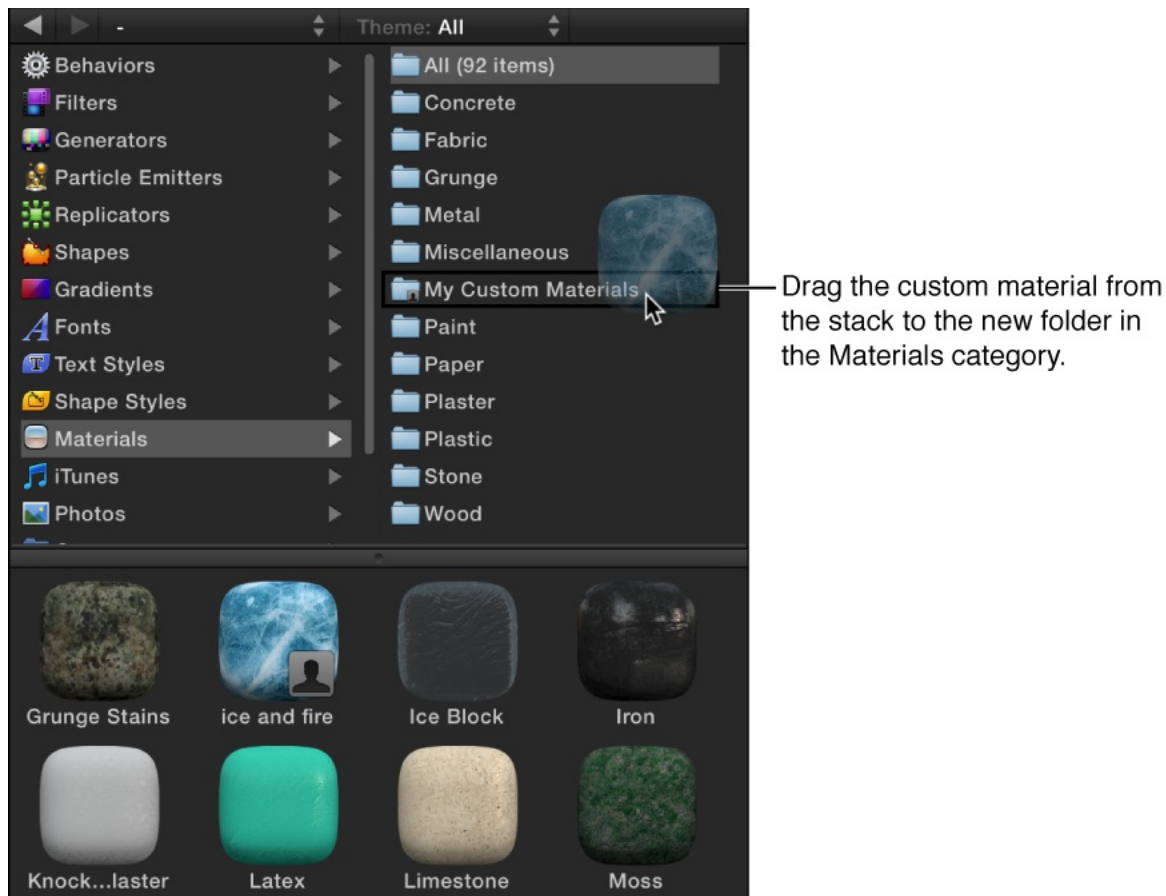 -
Theme: All
Behaviors
Filters
Generators
Particle Emitters
Replicators
Shapes
Gradients
Fonts
Text Styles
Shape Styles
Materials
iTunes
Photos
All (92 items)
Concrete
Fabric
Grunge
Metal
Miscellaneous
My Custom Materials
Paint
Paper
Plaster
Plastic
Stone
Wood
Drag the custom material from
the stack to the new folder in
the Materials category.
Grunge Stains
ice and fire
Ice Block
Iron
Knock...laster
Latex
Limestone
Moss